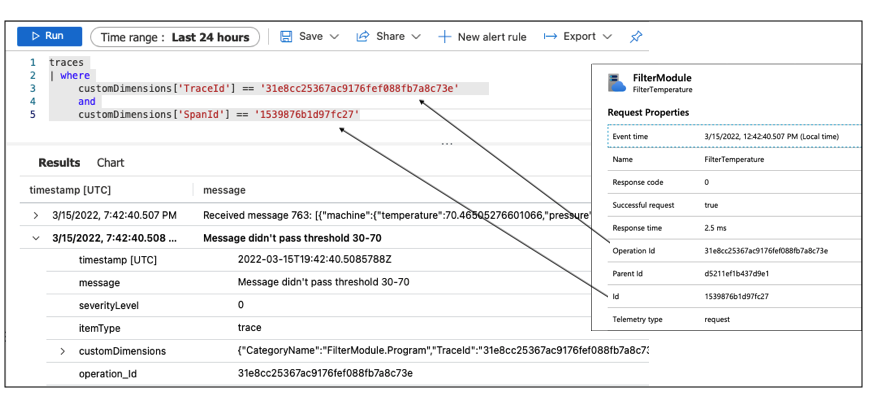 Run
Time range : Last 24 hours
Save
Share
New alert rule
Export
1 traces
2 | where
3 customDimensions['TraceId'] == '31e8cc25367ac9176fef088fb7a8c73e'
4 and
5 customDimensions['SpanId'] == '1539876b1d97fc27'
...
Results Chart
timestamp [UTC] message
3/15/2022, 7:42:40.507 PM Received message 763: [{"machine":{"temperature":70.46505276601066,"pressure"
3/15/2022, 7:42:40.508 ... Message didn't pass threshold 30-70
timestamp [UTC] 2022-03-15T19:42:40.5085788Z
message Message didn't pass threshold 30-70
severityLevel 0
itemType trace
customDimensions {"CategoryName":"FilterModule.Program","TraceId":"31e8cc25367ac9176fef088fb7a8c73
operation_Id 31e8cc25367ac9176fef088fb7a8c73e
FilterModule
FilterTemperature
Request Properties
Event time 3/15/2022, 12:42:40.507 PM (Local time)
Name FilterTemperature
Response code 0
Successful request true
Response time 2.5 ms
Operation Id 31e8cc25367ac9176fef088fb7a8c73e
Parent Id d5211ef1b437d9e1
Id 1539876b1d97fc27
Telemetry type request